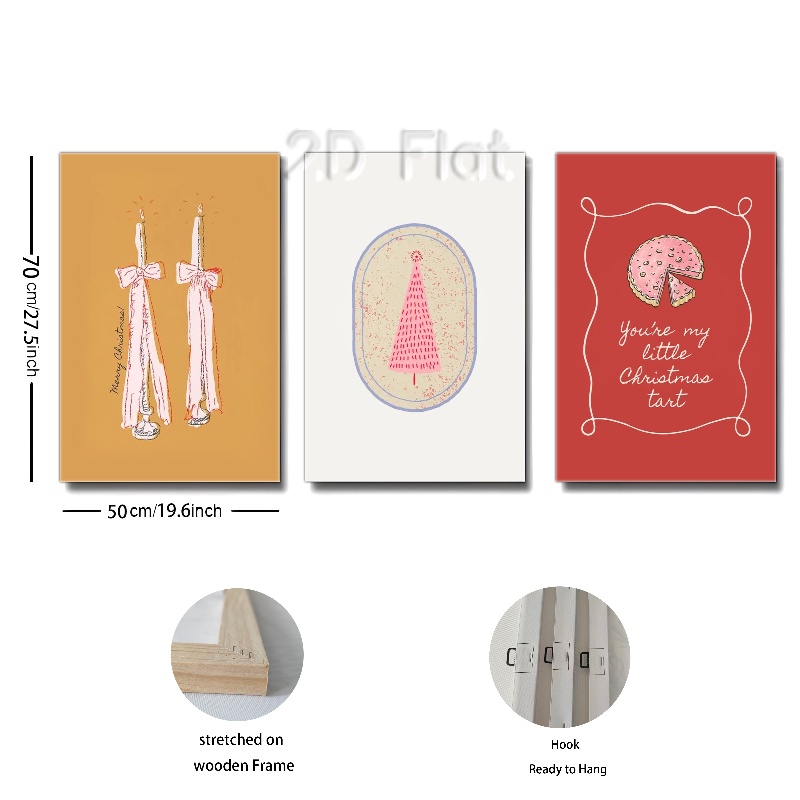 2.D Flat.
70cm/27.5inch
Merry Christmas!
You're my
little
Christmas
tart
50cm/19.6inch
stretched on
wooden Frame
Hook
Ready to Hang